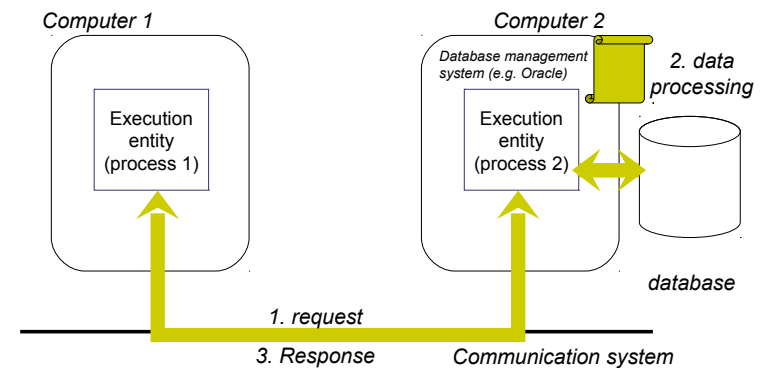 Computer 1
Computer 2
Database management
system (e.g. Oracle)
2. data
processing
Execution
entity
(process 1)
Execution
entity
(process 2)
database
1. request
3. Response
Communication system